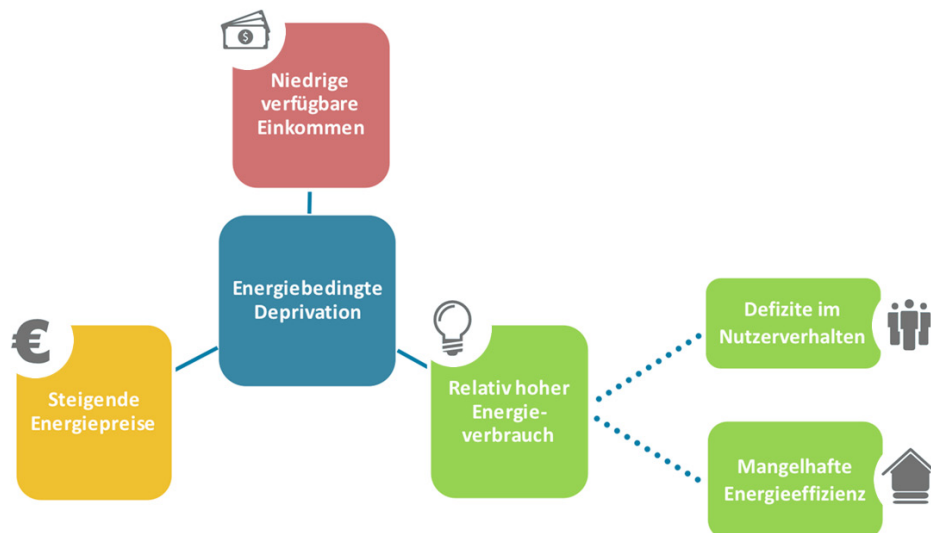 Niedrige
verfügbare
Einkommen
Energiebedingte
Deprivation
€
Steigende
Energiepreise
Relativ hoher
Energie-
verbrauch
Defizite im
Nutzerverhalten
Mangelhafte
Energieeffizienz